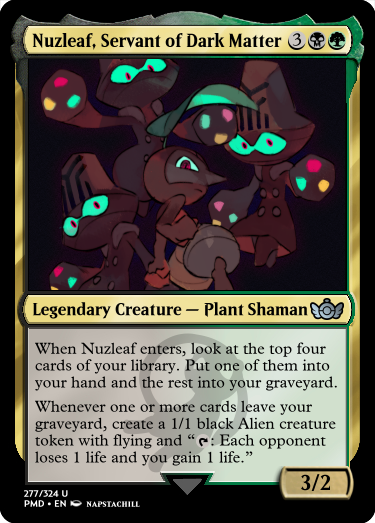 Nuzleaf, Servant of Dark Matter 3
Legendary Creature — Plant Shaman
When Nuzleaf enters, look at the top four
cards of your library. Put one of them into
your hand and the rest into your graveyard.
Whenever one or more cards leave your
graveyard, create a 1/1 black Alien creature
token with flying and “: Each opponent
loses 1 life and you gain 1 life.”
3/2
277/324 U
PMD • EN NAPSTACHILL